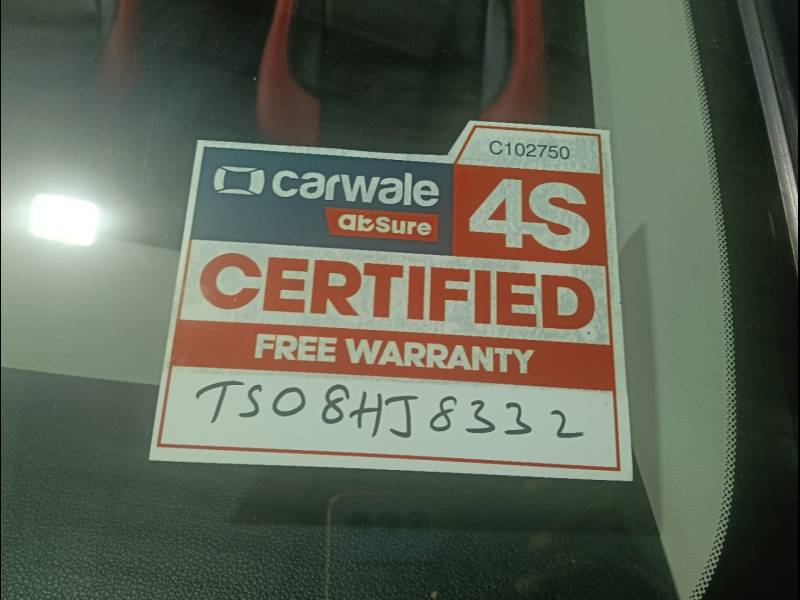 C102750
carwale
absure
4S
CERTIFIED
FREE WARRANTY
TS08HJ8332